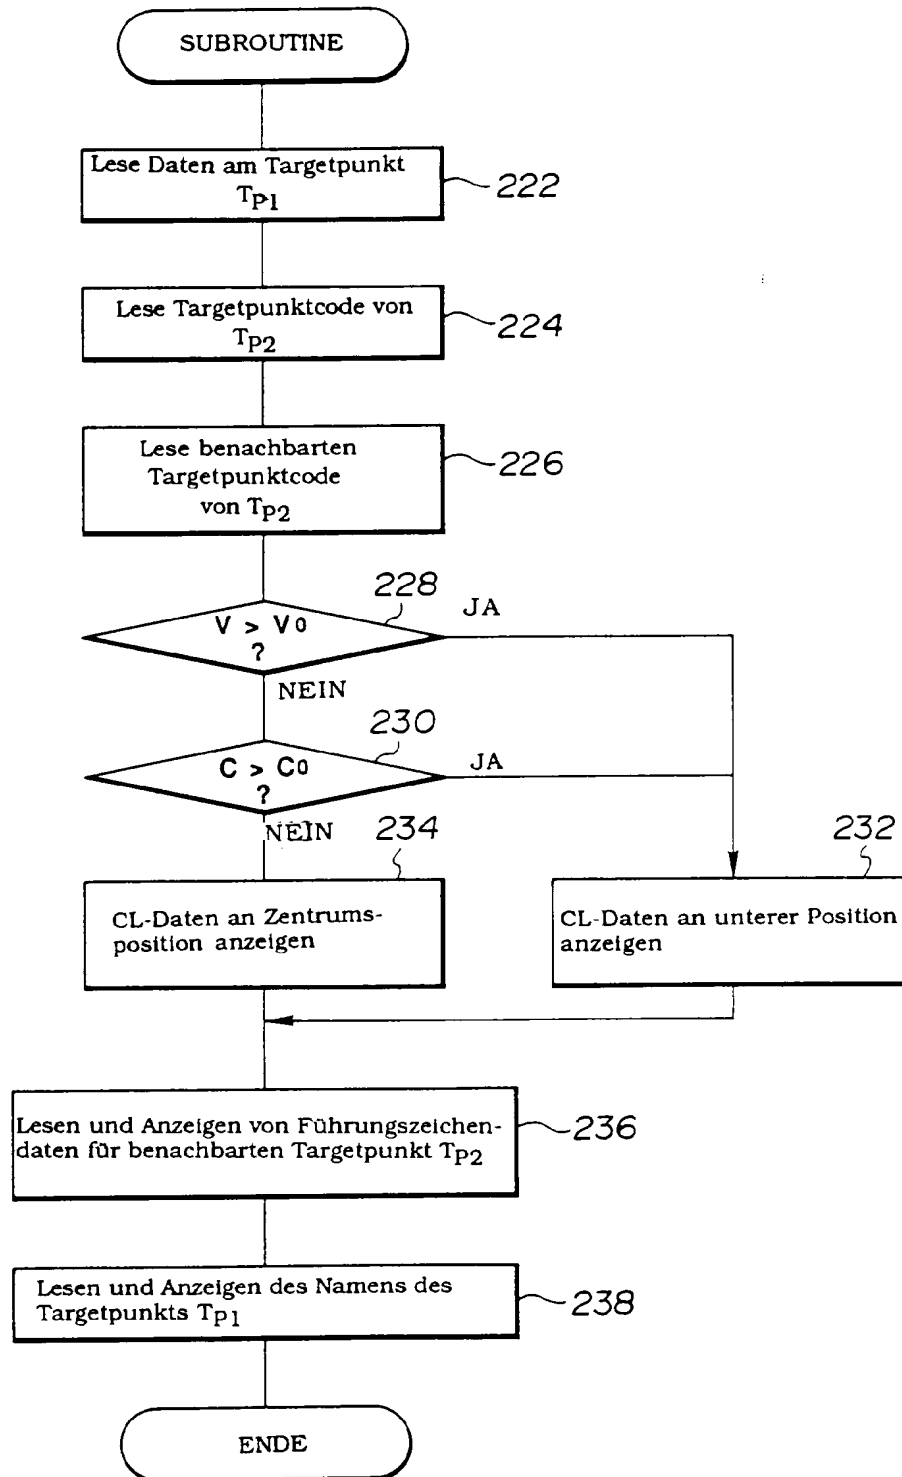 SUBROUTINE
Lese Daten am Targetpunkt
TP1
222
Lese Targetpunktcode von
TP2
224
Lese benachbarten
Targetpunktcode
von TP2
226
228
JA
V > V0
?
NEIN
230
JA
C > C0
?
NEIN
234
232
CL-Daten an Zentrums-
position anzeigen
CL-Daten an unterer Position
anzeigen
Lesen und Anzeigen von Führungszeichen-
daten für benachbarten Targetpunkt TP2
236
Lesen und Anzeigen des Namens des
Targetpunkts TP1
238
ENDE